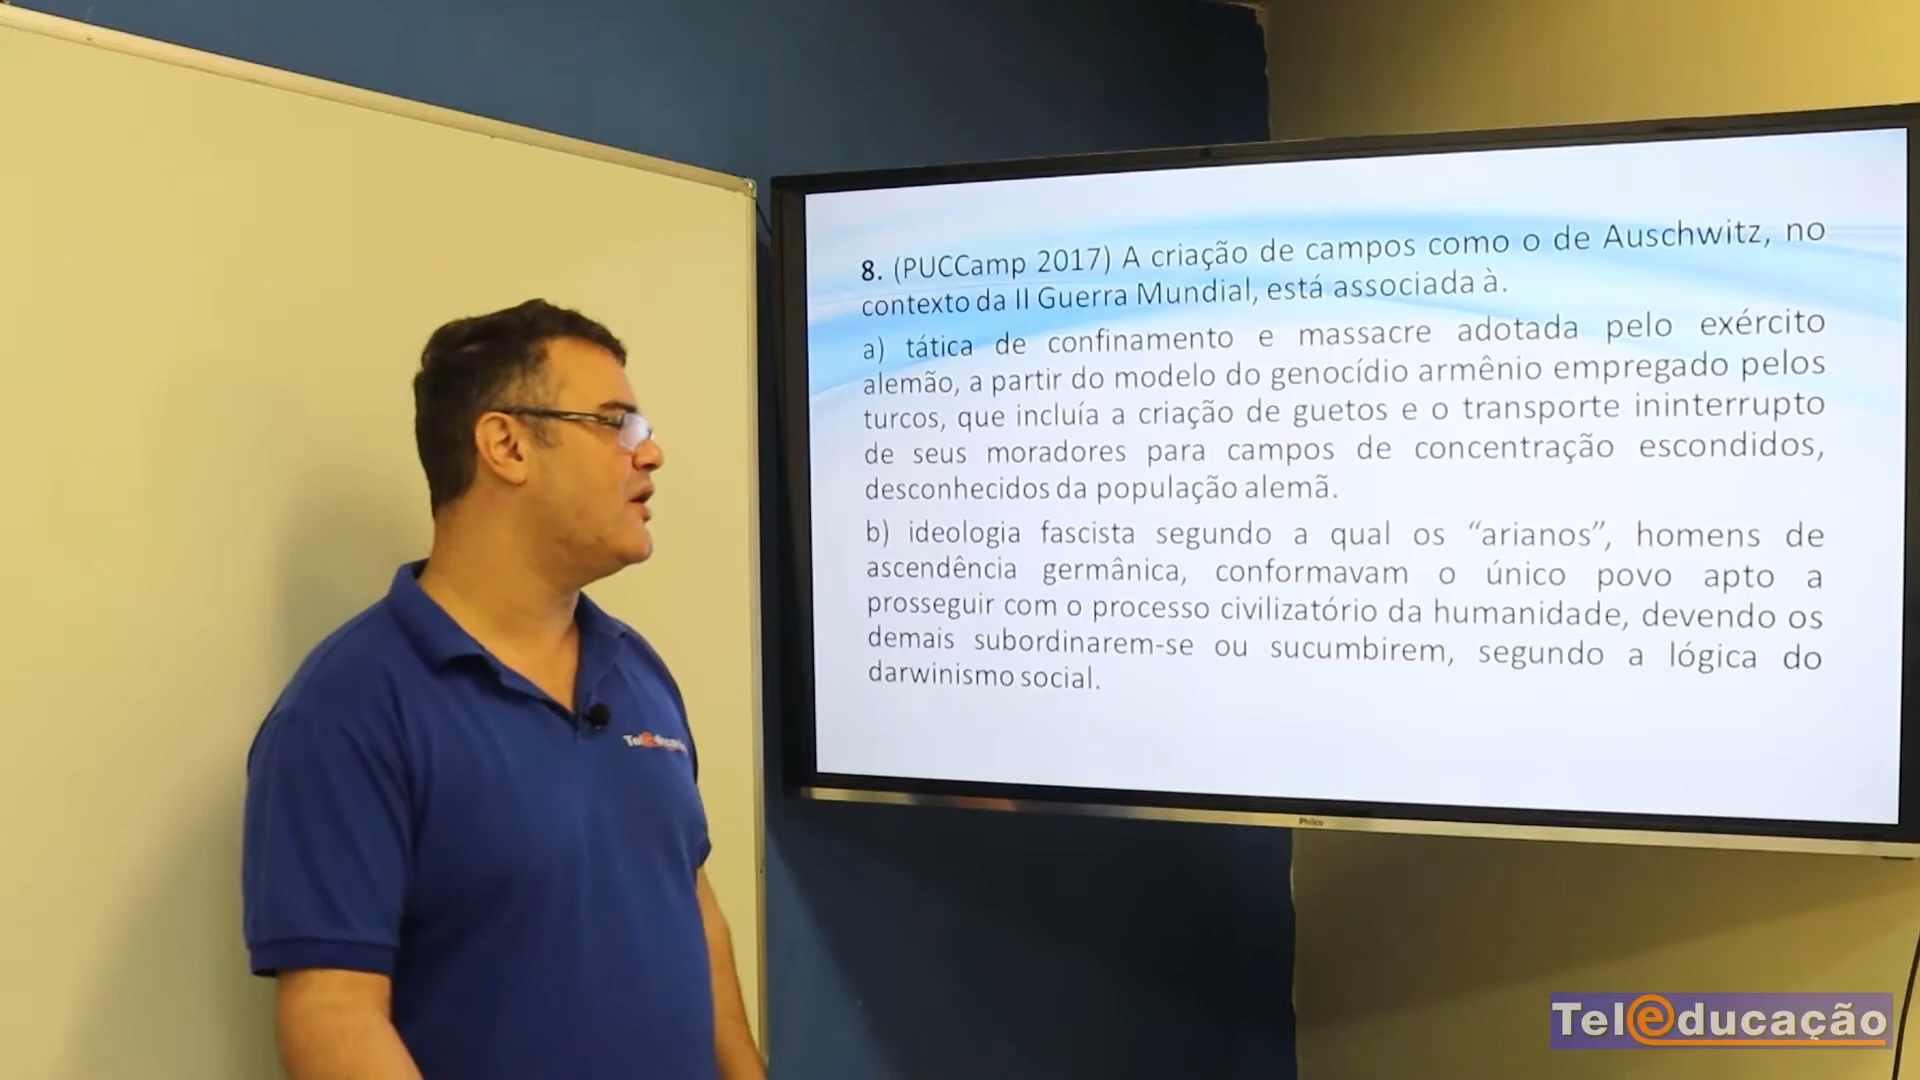 8. (PUCCamp 2017) A criação de campos como o de Auschwitz, no
contexto da II Guerra Mundial, está associada à.
a) tática de confinamento e massacre adotada pelo exército
alemão, a partir do modelo do genocídio armênio empregado pelos
turcos, que incluía a criação de guetos e o transporte ininterrupto
de seus moradores para campos de concentração escondidos,
desconhecidos da população alemã.
b) ideologia fascista segundo a qual os “arianos”, homens de
ascendência germânica, conformavam o único povo apto a
prosseguir com o processo civilizatório da humanidade, devendo os
demais subordinarem-se ou sucumbirem, segundo a lógica do
darwinismo social.
Philco
Teleducação